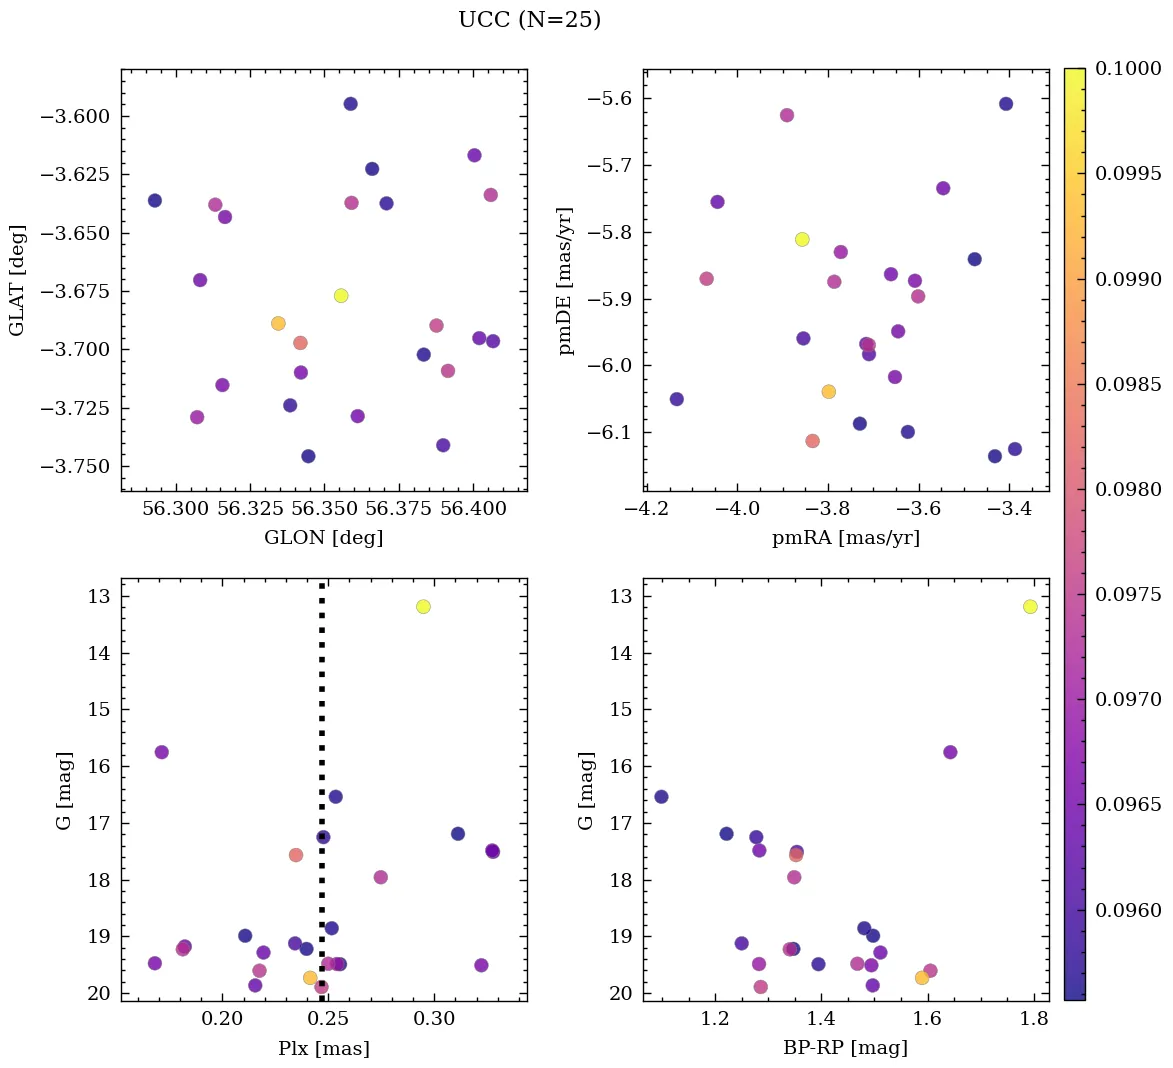 UCC (N=25)
−3.600
−3.625
−3.650
−3.675
−3.700
−3.725
−3.750
GLAT [deg]
56.300 56.325 56.350 56.375 56.400
GLON [deg]
−5.6
−5.7
−5.8
−5.9
−6.0
−6.1
pmDE [mas/yr]
−4.2 −4.0 −3.8 −3.6 −3.4
pmRA [mas/yr]
0.1000
0.0995
0.0990
0.0985
0.0980
0.0975
0.0970
0.0965
0.0960
13
14
15
16
17
18
19
20
G [mag]
0.20 0.25 0.30
Plx [mas]
13
14
15
16
17
18
19
20
G [mag]
1.2 1.4 1.6 1.8
BP-RP [mag]